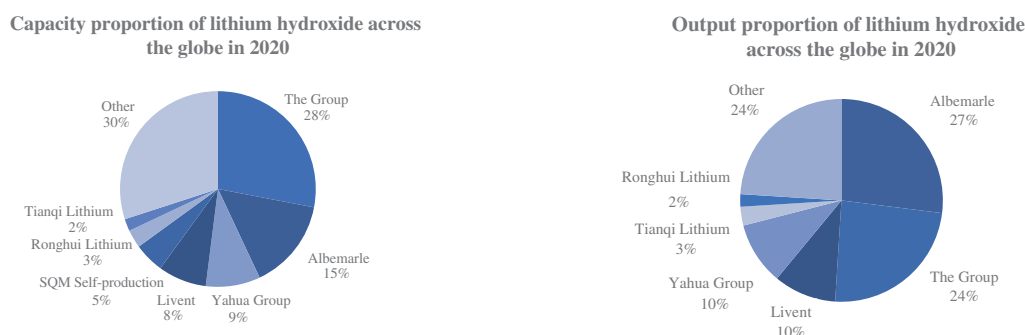 Capacity proportion of lithium hydroxide across
the globe in 2020
Other
30%
The Group
28%
Tianqi Lithium
2%
Ronghui Lithium
3%
SQM Self-production
5%
Livent
8%
Yahua Group
9%
Albemarle
15%
Output proportion of lithium hydroxide
across the globe in 2020
Other
24%
Albemarle
27%
Ronghui Lithium
2%
Tianqi Lithium
3%
Yahua Group
10%
Livent
10%
The Group
24%